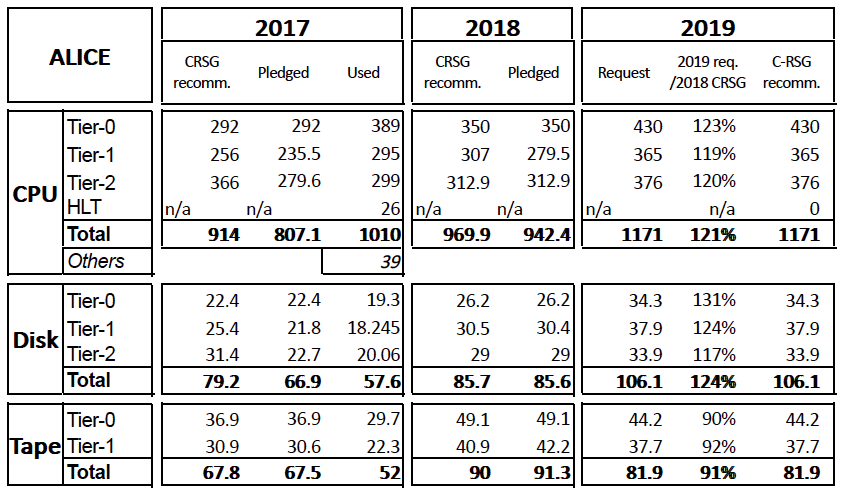 ALICE 2017 2018 2019
CRSG recomm. Pledged Used CRSG recomm. Pledged Request 2019 req. /2018 CRSG C-RSG recomm.
CPU
Tier-0 292 292 389 350 350 430 123% 430
Tier-1 256 235.5 295 307 279.5 365 119% 365
Tier-2 366 279.6 299 312.9 312.9 376 120% 376
HLT n/a n/a 26 n/a n/a n/a n/a 0
Total 914 807.1 1010 969.9 942.4 1171 121% 1171
Others 39
Disk
Tier-0 22.4 22.4 19.3 26.2 26.2 34.3 131% 34.3
Tier-1 25.4 21.8 18.245 30.5 30.4 37.9 124% 37.9
Tier-2 31.4 22.7 20.06 29 29 33.9 117% 33.9
Total 79.2 66.9 57.6 85.7 85.6 106.1 124% 106.1
Tape
Tier-0 36.9 36.9 29.7 49.1 49.1 44.2 90% 44.2
Tier-1 30.9 30.6 22.3 40.9 42.2 37.7 92% 37.7
Total 67.8 67.5 52 90 91.3 81.9 91% 81.9